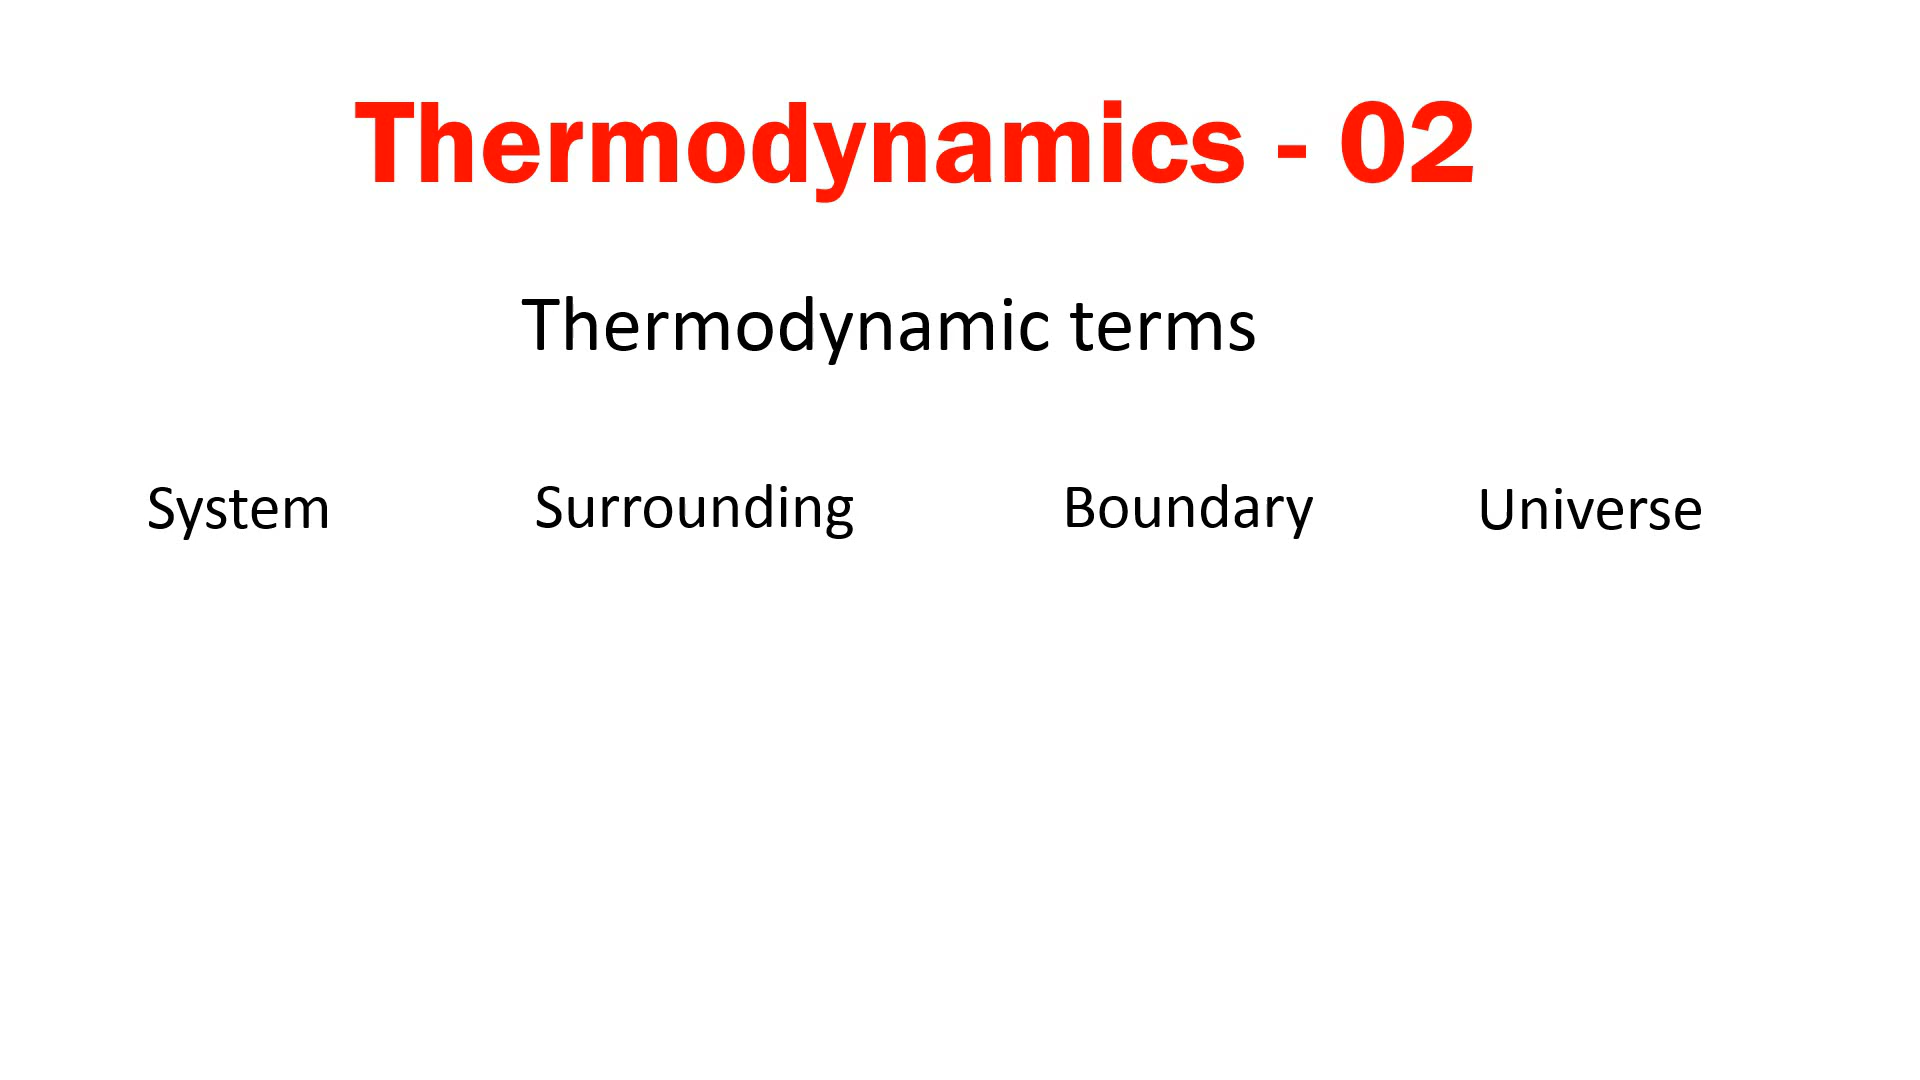 Thermodynamics - 02
Thermodynamic terms
System Surrounding Boundary Universe